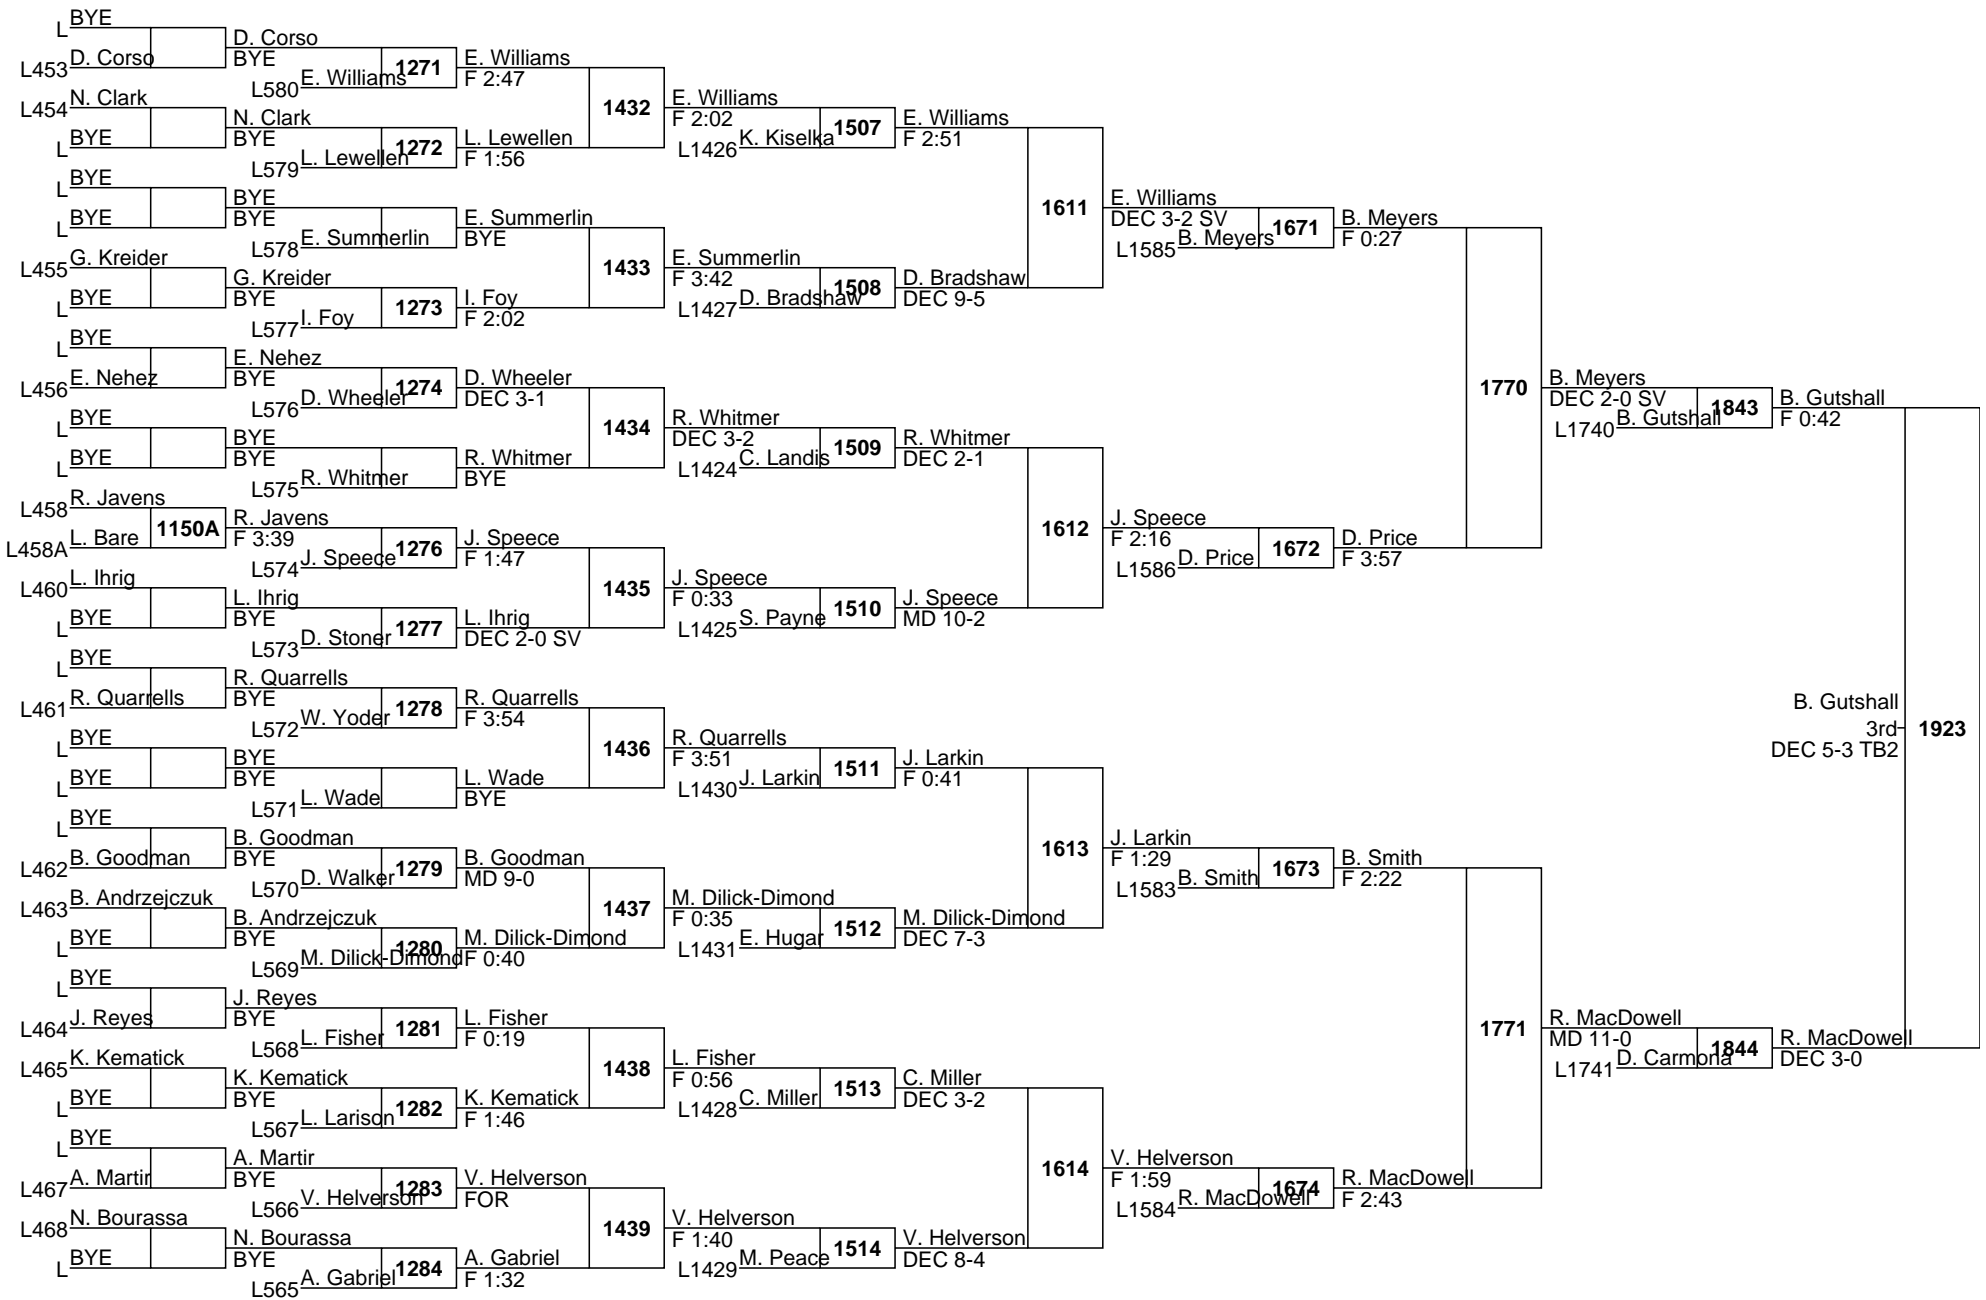 BYE
L
D. Corso
L453
D. Corso
BYE
E. Williams
L580
1271
E. Williams
F 2:47
N. Clark
L454
BYE
L
N. Clark
BYE
L. Lewellen
L579
1272
L. Lewellen
F 1:56
1432
E. Williams
F 2:02
K. Kiselka
L1426
1507
E. Williams
F 2:51
BYE
L
BYE
L
BYE
BYE
E. Summerlin
L578
E. Summerlin
BYE
G. Kreider
L455
BYE
L
G. Kreider
BYE
I. Foy
L577
1273
I. Foy
F 2:02
1433
E. Summerlin
F 3:42
D. Bradshaw
L1427
1508
D. Bradshaw
DEC 9-5
1611
E. Williams
DEC 3-2 SV
B. Meyers
L1585
1671
B. Meyers
F 0:27
BYE
L
E. Nehez
L456
E. Nehez
BYE
D. Wheeler
L576
1274
D. Wheeler
DEC 3-1
BYE
L
BYE
L
BYE
BYE
R. Whitmer
L575
R. Whitmer
BYE
1434
R. Whitmer
DEC 3-2
C. Landis
L1424
1509
R. Whitmer
DEC 2-1
R. Javens
L458
L. Bare
L458A
1150A
R. Javens
F 3:39
J. Speece
L574
1276
J. Speece
F 1:47
L. Ihrig
L460
BYE
L
L. Ihrig
BYE
D. Stoner
L573
1277
L. Ihrig
DEC 2-0 SV
1435
J. Speece
F 0:33
S. Payne
L1425
1510
J. Speece
MD 10-2
1612
J. Speece
F 2:16
D. Price
L1586
1672
D. Price
F 3:57
1770
B. Meyers
DEC 2-0 SV
B. Gutshall
L1740
1843
B. Gutshall
F 0:42
BYE
L
R. Quarrells
L461
R. Quarrells
BYE
W. Yoder
L572
1278
R. Quarrells
F 3:54
BYE
L
BYE
L
BYE
BYE
L. Wade
L571
L. Wade
BYE
1436
R. Quarrells
F 3:51
J. Larkin
L1430
1511
J. Larkin
F 0:41
BYE
L
B. Goodman
L462
B. Goodman
BYE
D. Walker
L570
1279
B. Goodman
MD 9-0
B. Andrzejczuk
L463
BYE
L
B. Andrzejczuk
BYE
M. Dilick-Dimond
L569
1280
M. Dilick-Dimond
F 0:40
1437
M. Dilick-Dimond
F 0:35
E. Hugar
L1431
1512
M. Dilick-Dimond
DEC 7-3
1613
J. Larkin
F 1:29
B. Smith
L1583
1673
B. Smith
F 2:22
BYE
L
J. Reyes
L464
J. Reyes
BYE
L. Fisher
L568
1281
L. Fisher
F 0:19
K. Kematick
L465
BYE
L
K. Kematick
BYE
L. Larison
L567
1282
K. Kematick
F 1:46
1438
L. Fisher
F 0:56
C. Miller
L1428
1513
C. Miller
DEC 3-2
BYE
L
A. Martir
L467
A. Martir
BYE
V. Helverson
L566
1283
V. Helverson
FOR
N. Bourassa
L468
BYE
L
N. Bourassa
BYE
A. Gabriel
L565
1284
A. Gabriel
F 1:32
1439
V. Helverson
F 1:40
M. Peace
L1429
1514
V. Helverson
DEC 8-4
1614
V. Helverson
F 1:59
R. MacDowell
L1584
1674
R. MacDowell
F 2:43
1771
R. MacDowell
MD 11-0
D. Carmona
L1741
1844
R. MacDowell
DEC 3-0
B. Gutshall
3rd
DEC 5-3 TB2
1923